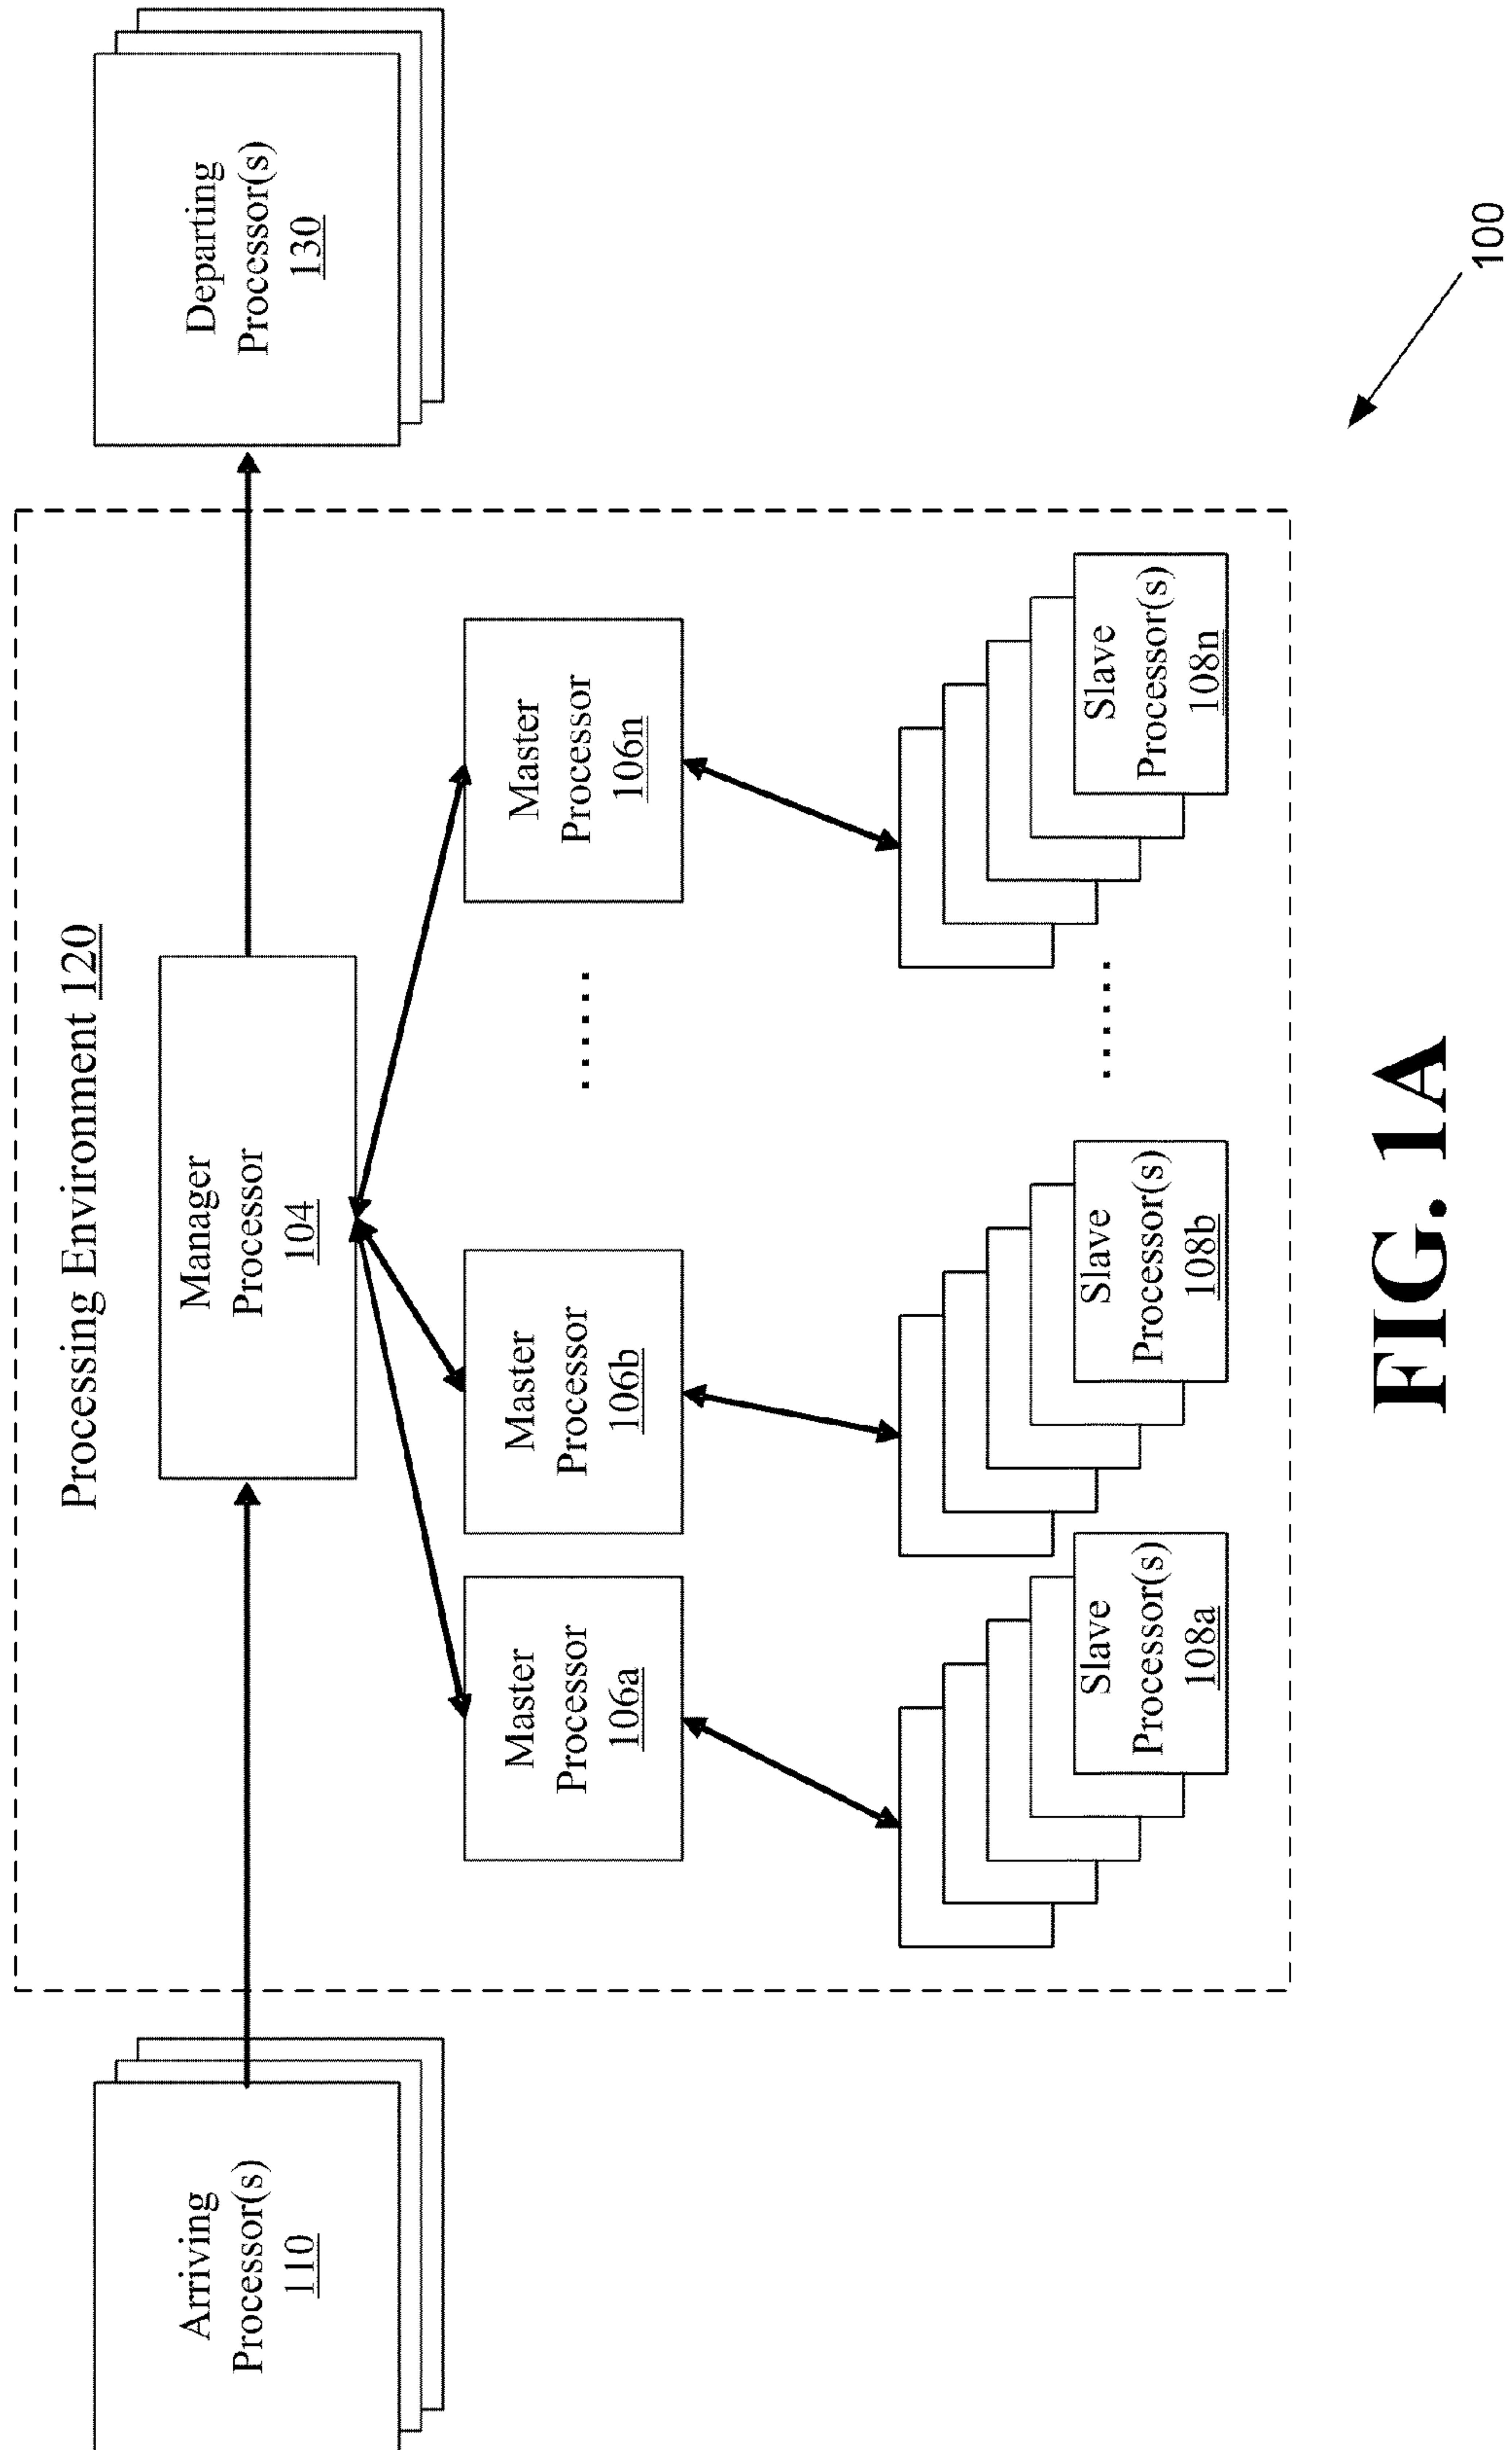 Processing Environment 120
Arriving
Processor(s)
110
Manager
Processor
104
Departing
Processor(s)
130
Master
Processor
106a
Master
Processor
106b
......
Master
Processor
106n
Slave
Processor(s)
108a
Slave
Processor(s)
108b
......
Slave
Processor(s)
108n
100
FIG. 1A